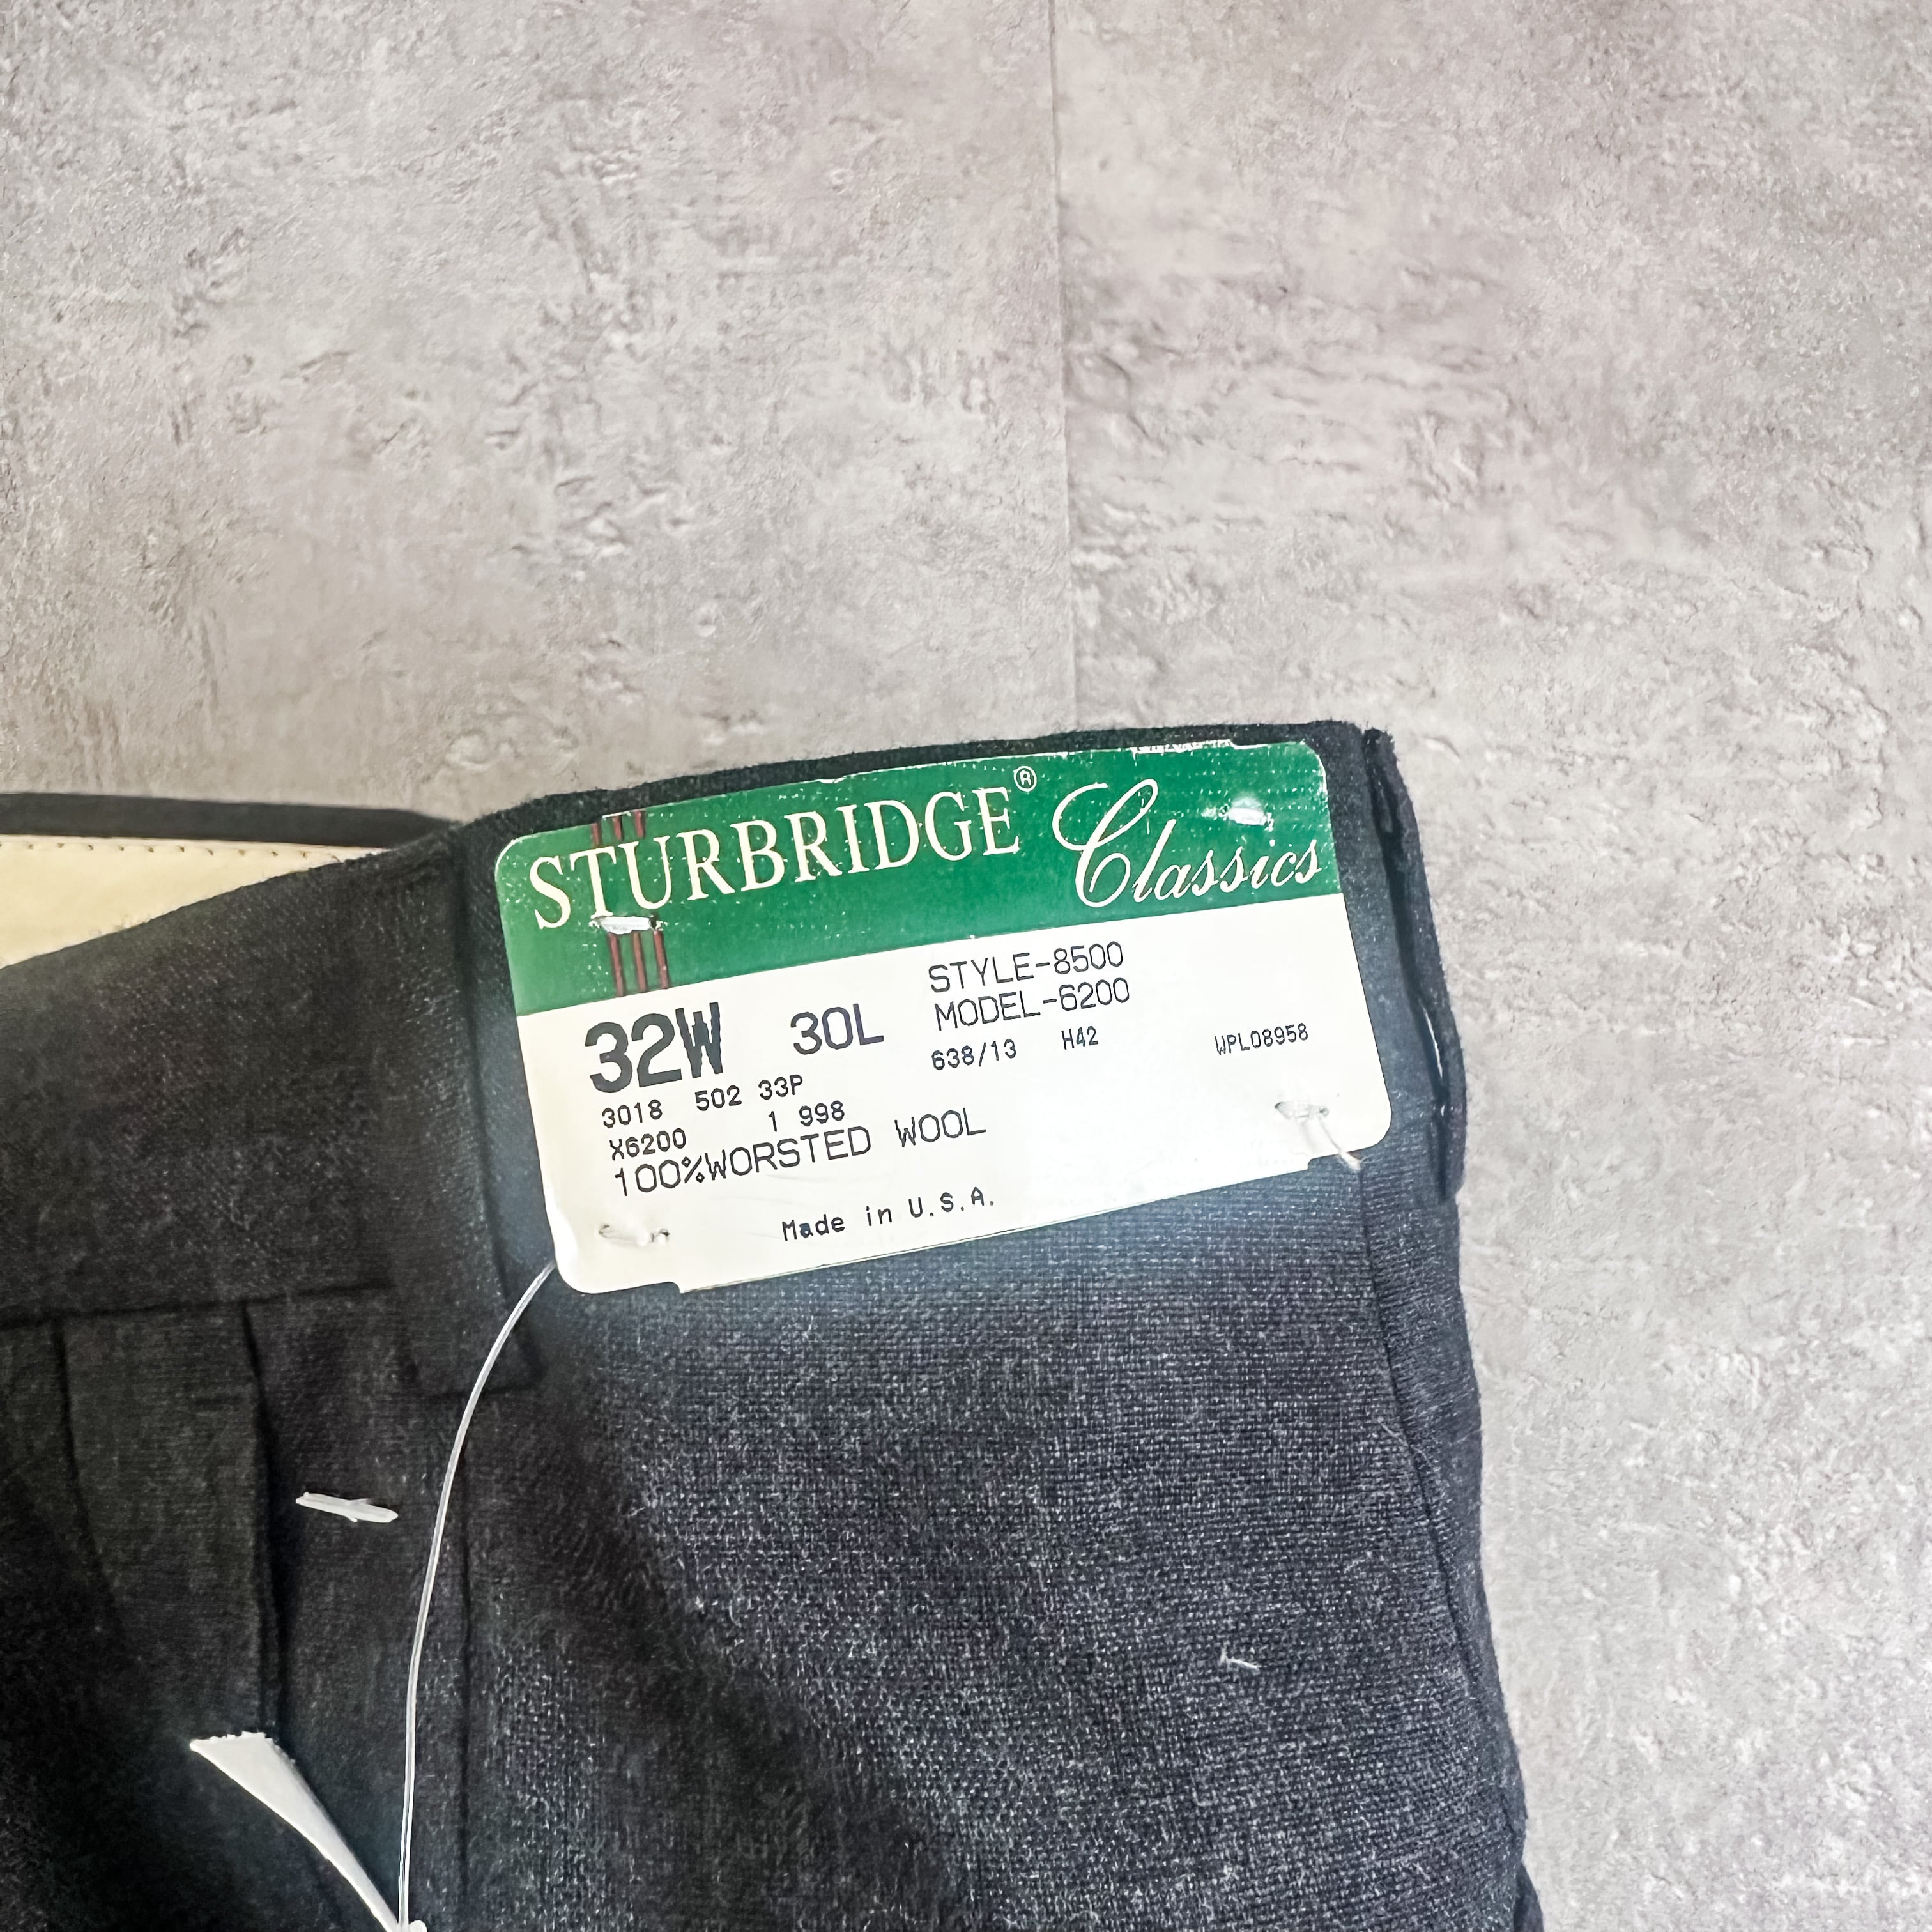 STURBRIDGE® Classics
32W 30L STYLE-8500
MODEL-6200
638/13 H42 WPL08958
3018 502 33P
X6200 1 998
100%WORSTED WOOL
Made in U.S.A.